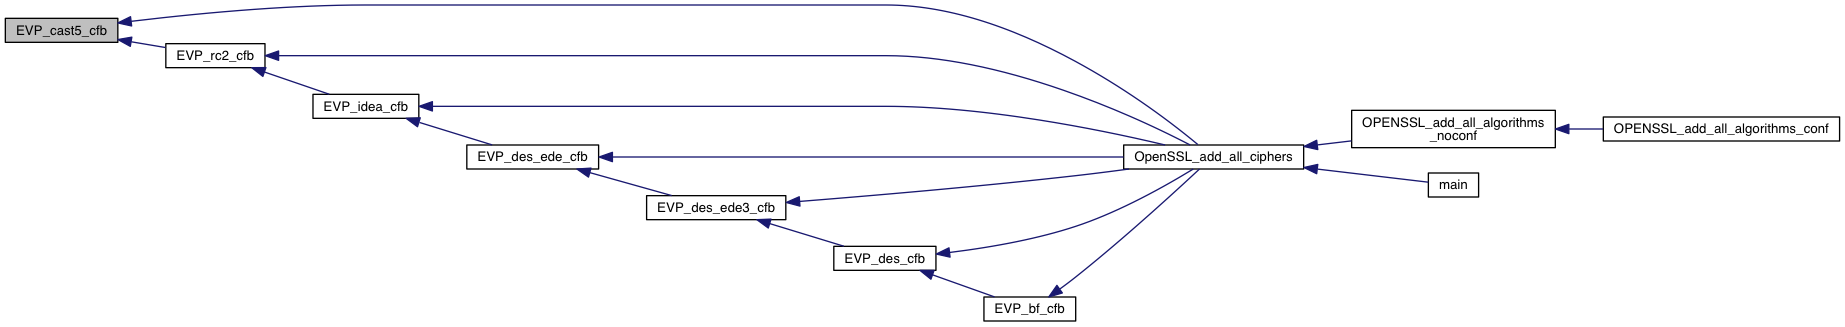 EVP_cast5_cfb
EVP_rc2_cfb
EVP_idea_cfb
EVP_des_ede_cfb
EVP_des_ede3_cfb
EVP_des_cfb
EVP_bf_cfb
OpenSSL_add_all_ciphers
OPENSSL_add_all_algorithms
_noconf
OPENSSL_add_all_algorithms_conf
main